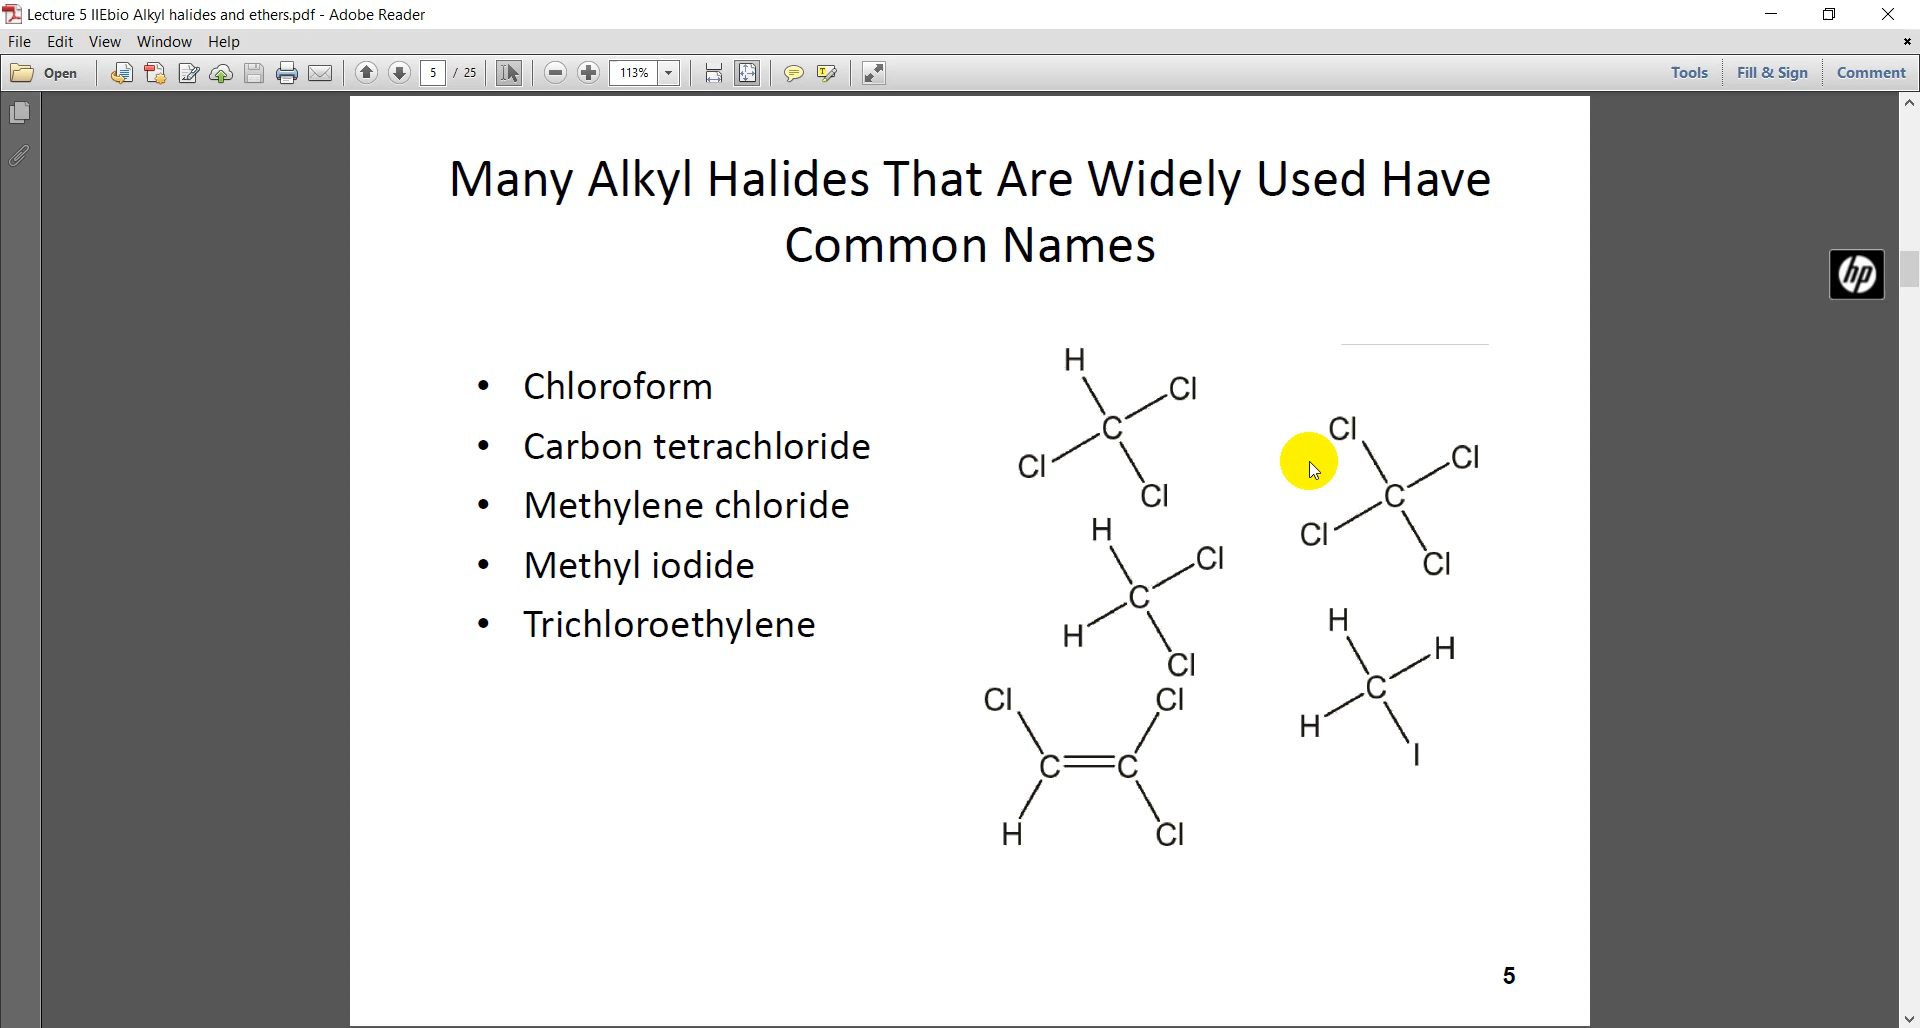 Lecture 5 IIEbio Alkyl halides and ethers.pdf - Adobe Reader
File Edit View Window Help
Open 5 / 25 113% Tools Fill & Sign Comment
Many Alkyl Halides That Are Widely Used Have
Common Names
• Chloroform
• Carbon tetrachloride
• Methylene chloride
• Methyl iodide
• Trichloroethylene
H
Cl
C
Cl
Cl
Cl
Cl
C
Cl
Cl
H
Cl
C
H
Cl
H
H
C
H
I
Cl Cl
C C
H Cl
5
hp